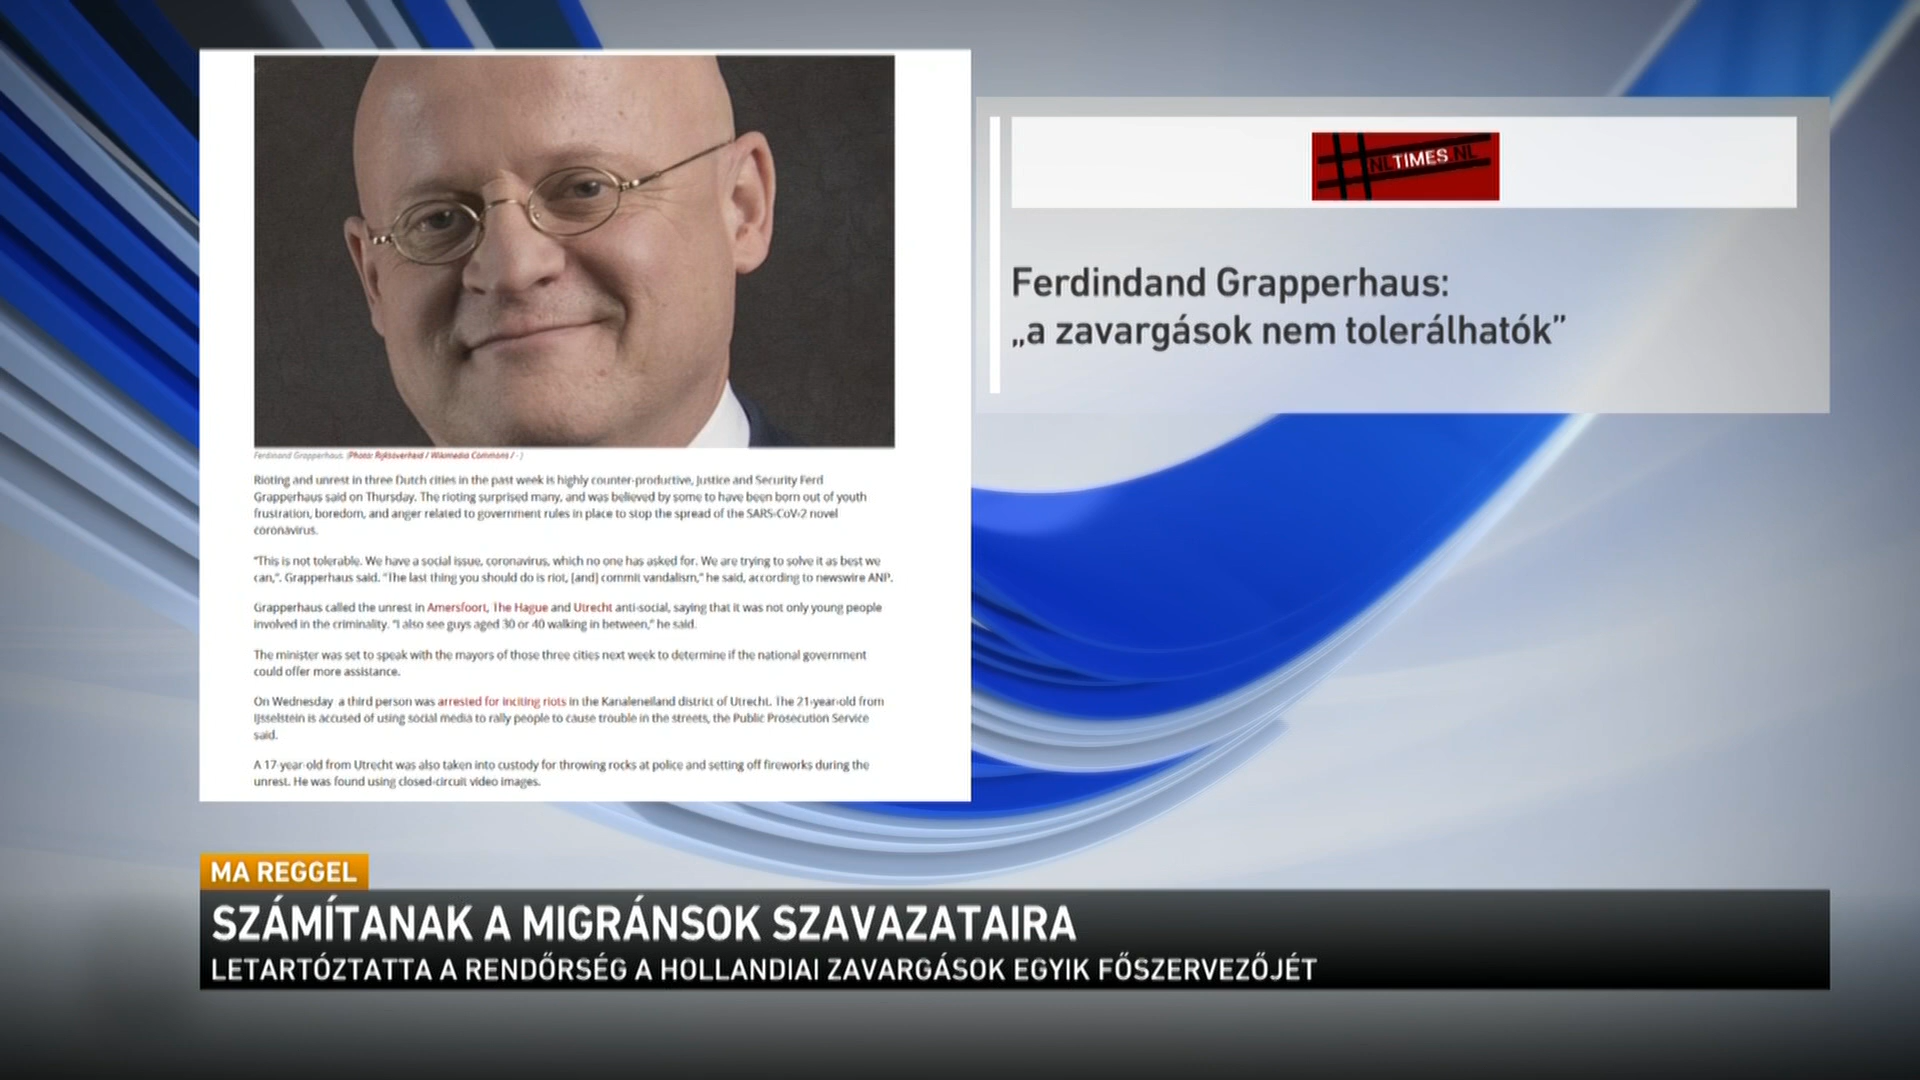 Ferdinand Grapperhaus. (Photo: Rijksoverheid / Wikimedia Commons / - )
Rioting and unrest in three Dutch cities in the past week is highly counter-productive, Justice and Security Ferd
Grapperhaus said on Thursday. The rioting surprised many, and was believed by some to have been born out of youth
frustration, boredom, and anger related to government rules in place to stop the spread of the SARS-CoV-2 novel
coronavirus.
"This is not tolerable. We have a social issue, coronavirus, which no one has asked for. We are trying to solve it as best we
can,". Grapperhaus said. "The last thing you should do is riot, [and] commit vandalism," he said, according to newswire ANP.
Grapperhaus called the unrest in Amersfoort, The Hague and Utrecht anti-social, saying that it was not only young people
involved in the criminality. "I also see guys aged 30 or 40 walking in between," he said.
The minister was set to speak with the mayors of those three cities next week to determine if the national government
could offer more assistance.
On Wednesday a third person was arrested for inciting riots in the Kanaleneiland district of Utrecht. The 21-year-old from
IJsselstein is accused of using social media to rally people to cause trouble in the streets, the Public Prosecution Service
said.
A 17-year-old from Utrecht was also taken into custody for throwing rocks at police and setting off fireworks during the
unrest. He was found using closed-circuit video images.
NLTIMES.NL
Ferdindand Grapperhaus:
„a zavargások nem tolerálhatók”
MA REGGEL
SZÁMÍTANAK A MIGRÁNSOK SZAVAZATAIRA
LETARTÓZTATTA A RENDŐRSÉG A HOLLANDIAI ZAVARGÁSOK EGYIK FŐSZERVEZŐJÉT